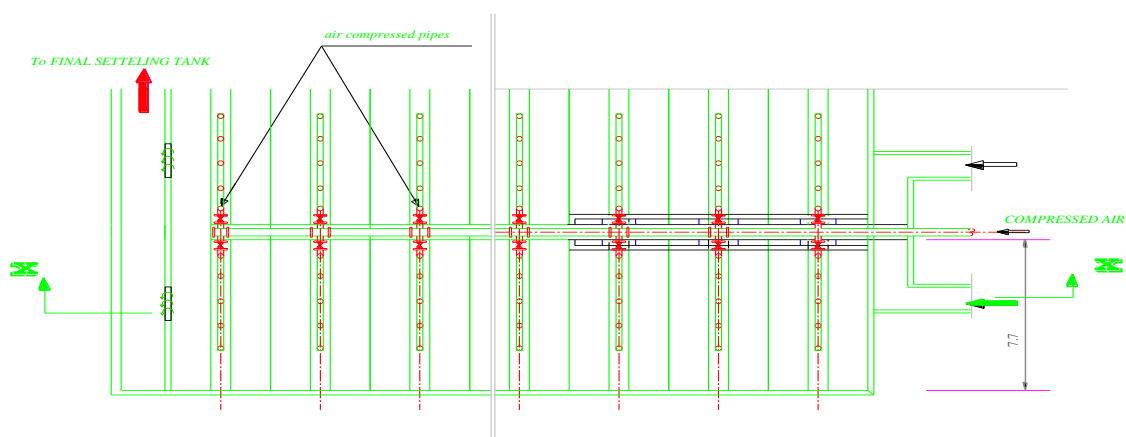 air compressed pipes
To FINAL SETTELING TANK
COMPRESSED AIR
X
X
7.7